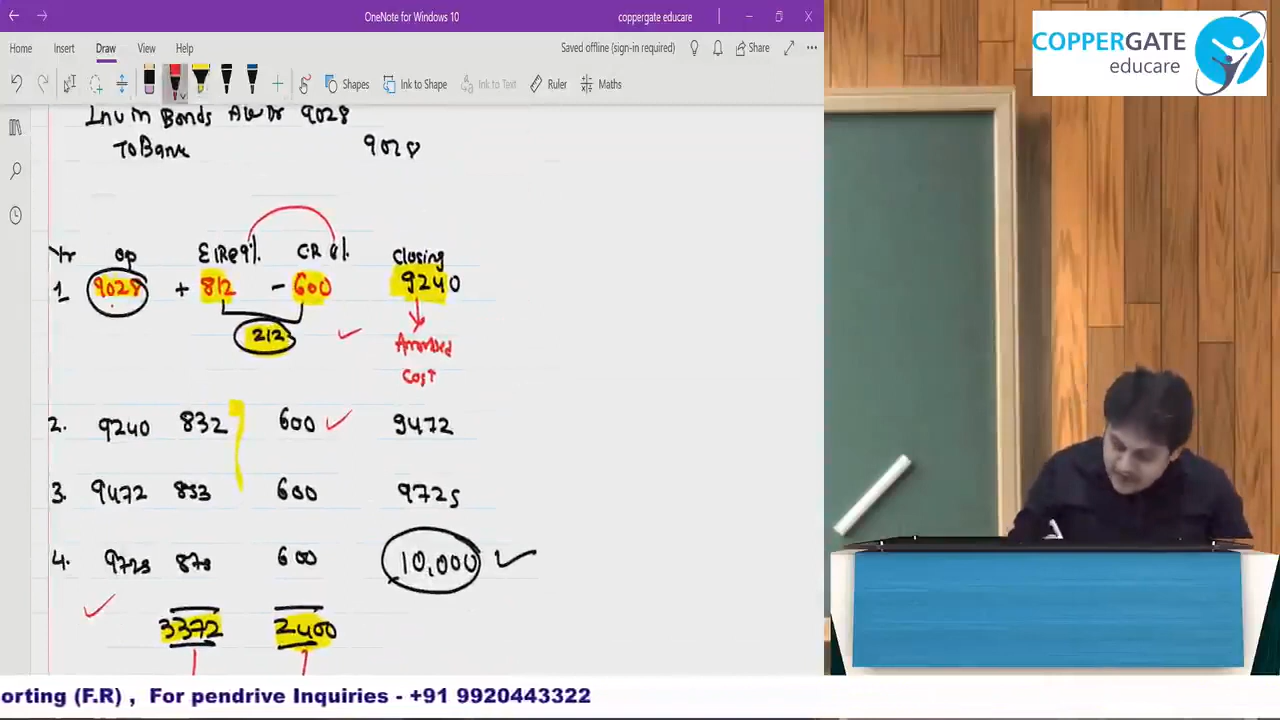 OneNote for Windows 10
coppergate educare
Home Insert Draw View Help
Saved offline (sign-in required)
Share
Shapes Ink to Shape Ink to Text Ruler Maths
COPPERGATE
educare
Inv in Bonds A/c Dr 9028
To Bank 9028
Yr Op EIR@9% CR 6% Closing
1 9028 + 812 - 600 9240
212
Amortised
Cost
2. 9240 832 600 9472
3. 9472 853 600 9725
4. 9725 875 600 10,000
3372 2400
orting (F.R) , For pendrive Inquiries - +91 9920443322